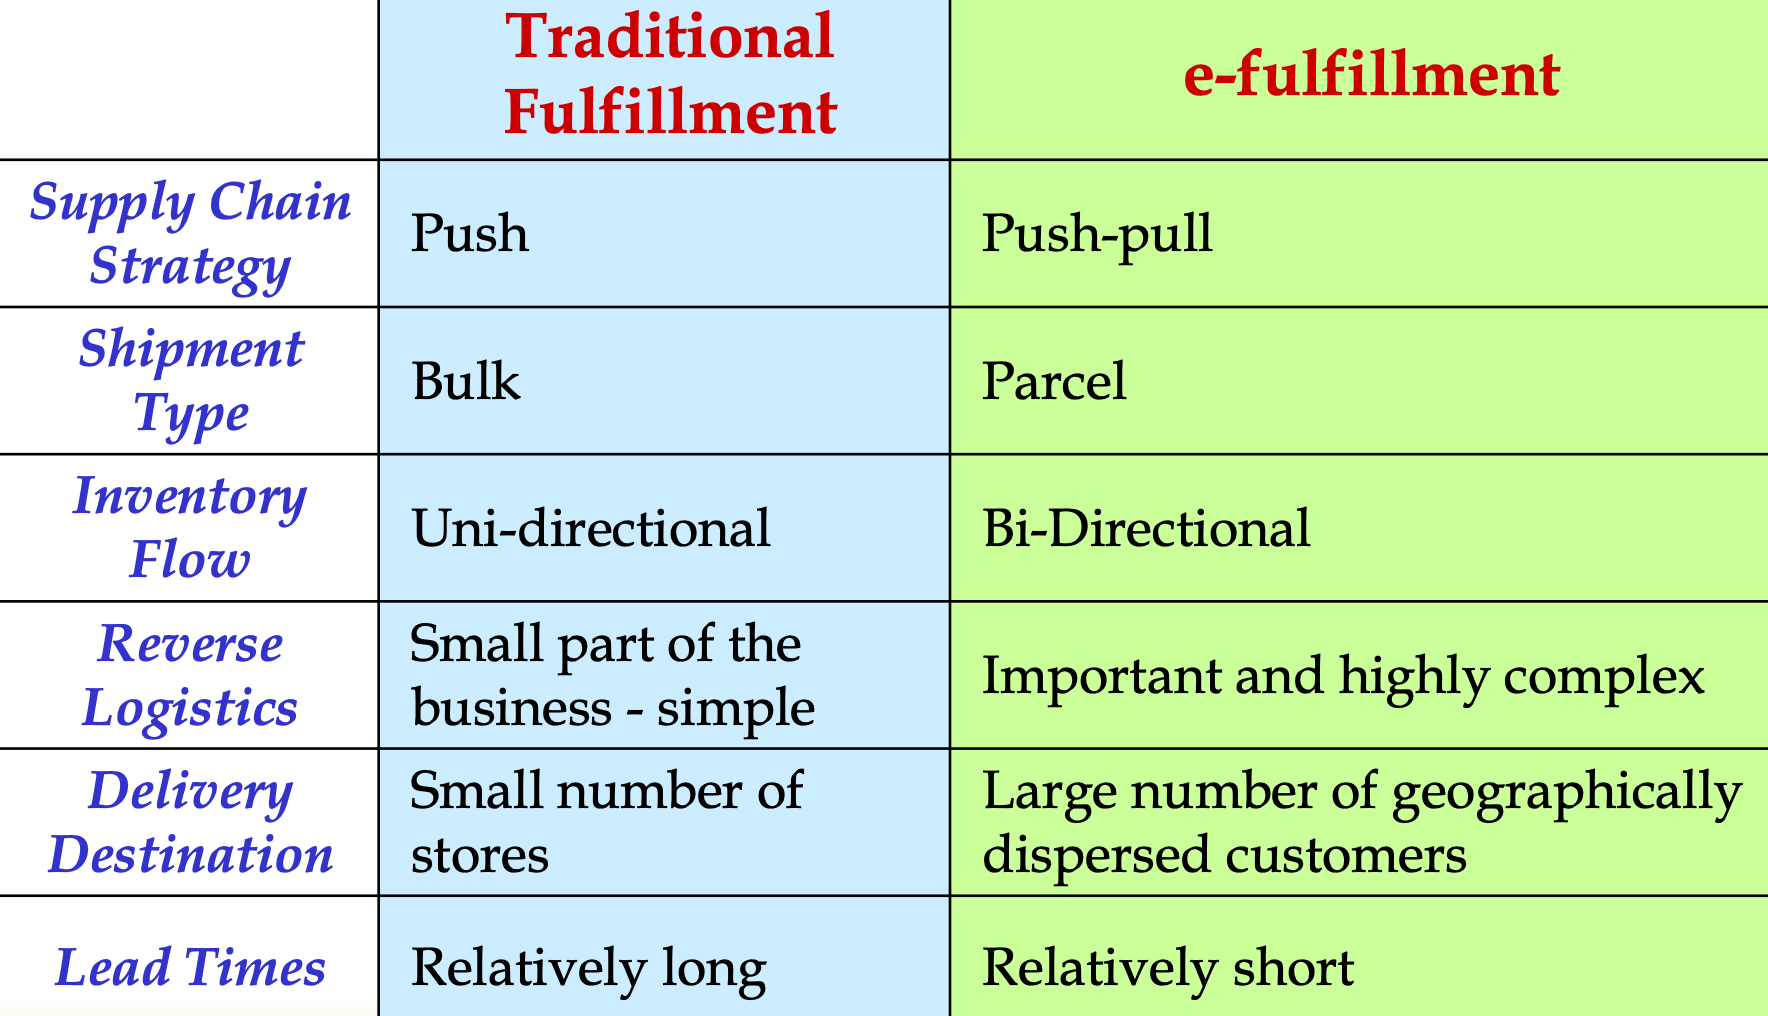 Traditional
Fulfillment
e-fulfillment
Supply Chain
Strategy
Push
Push-pull
Shipment
Type
Bulk
Parcel
Inventory
Flow
Uni-directional
Bi-Directional
Reverse
Logistics
Small part of the
business - simple
Important and highly complex
Delivery
Destination
Small number of
stores
Large number of geographically
dispersed customers
Lead Times
Relatively long
Relatively short